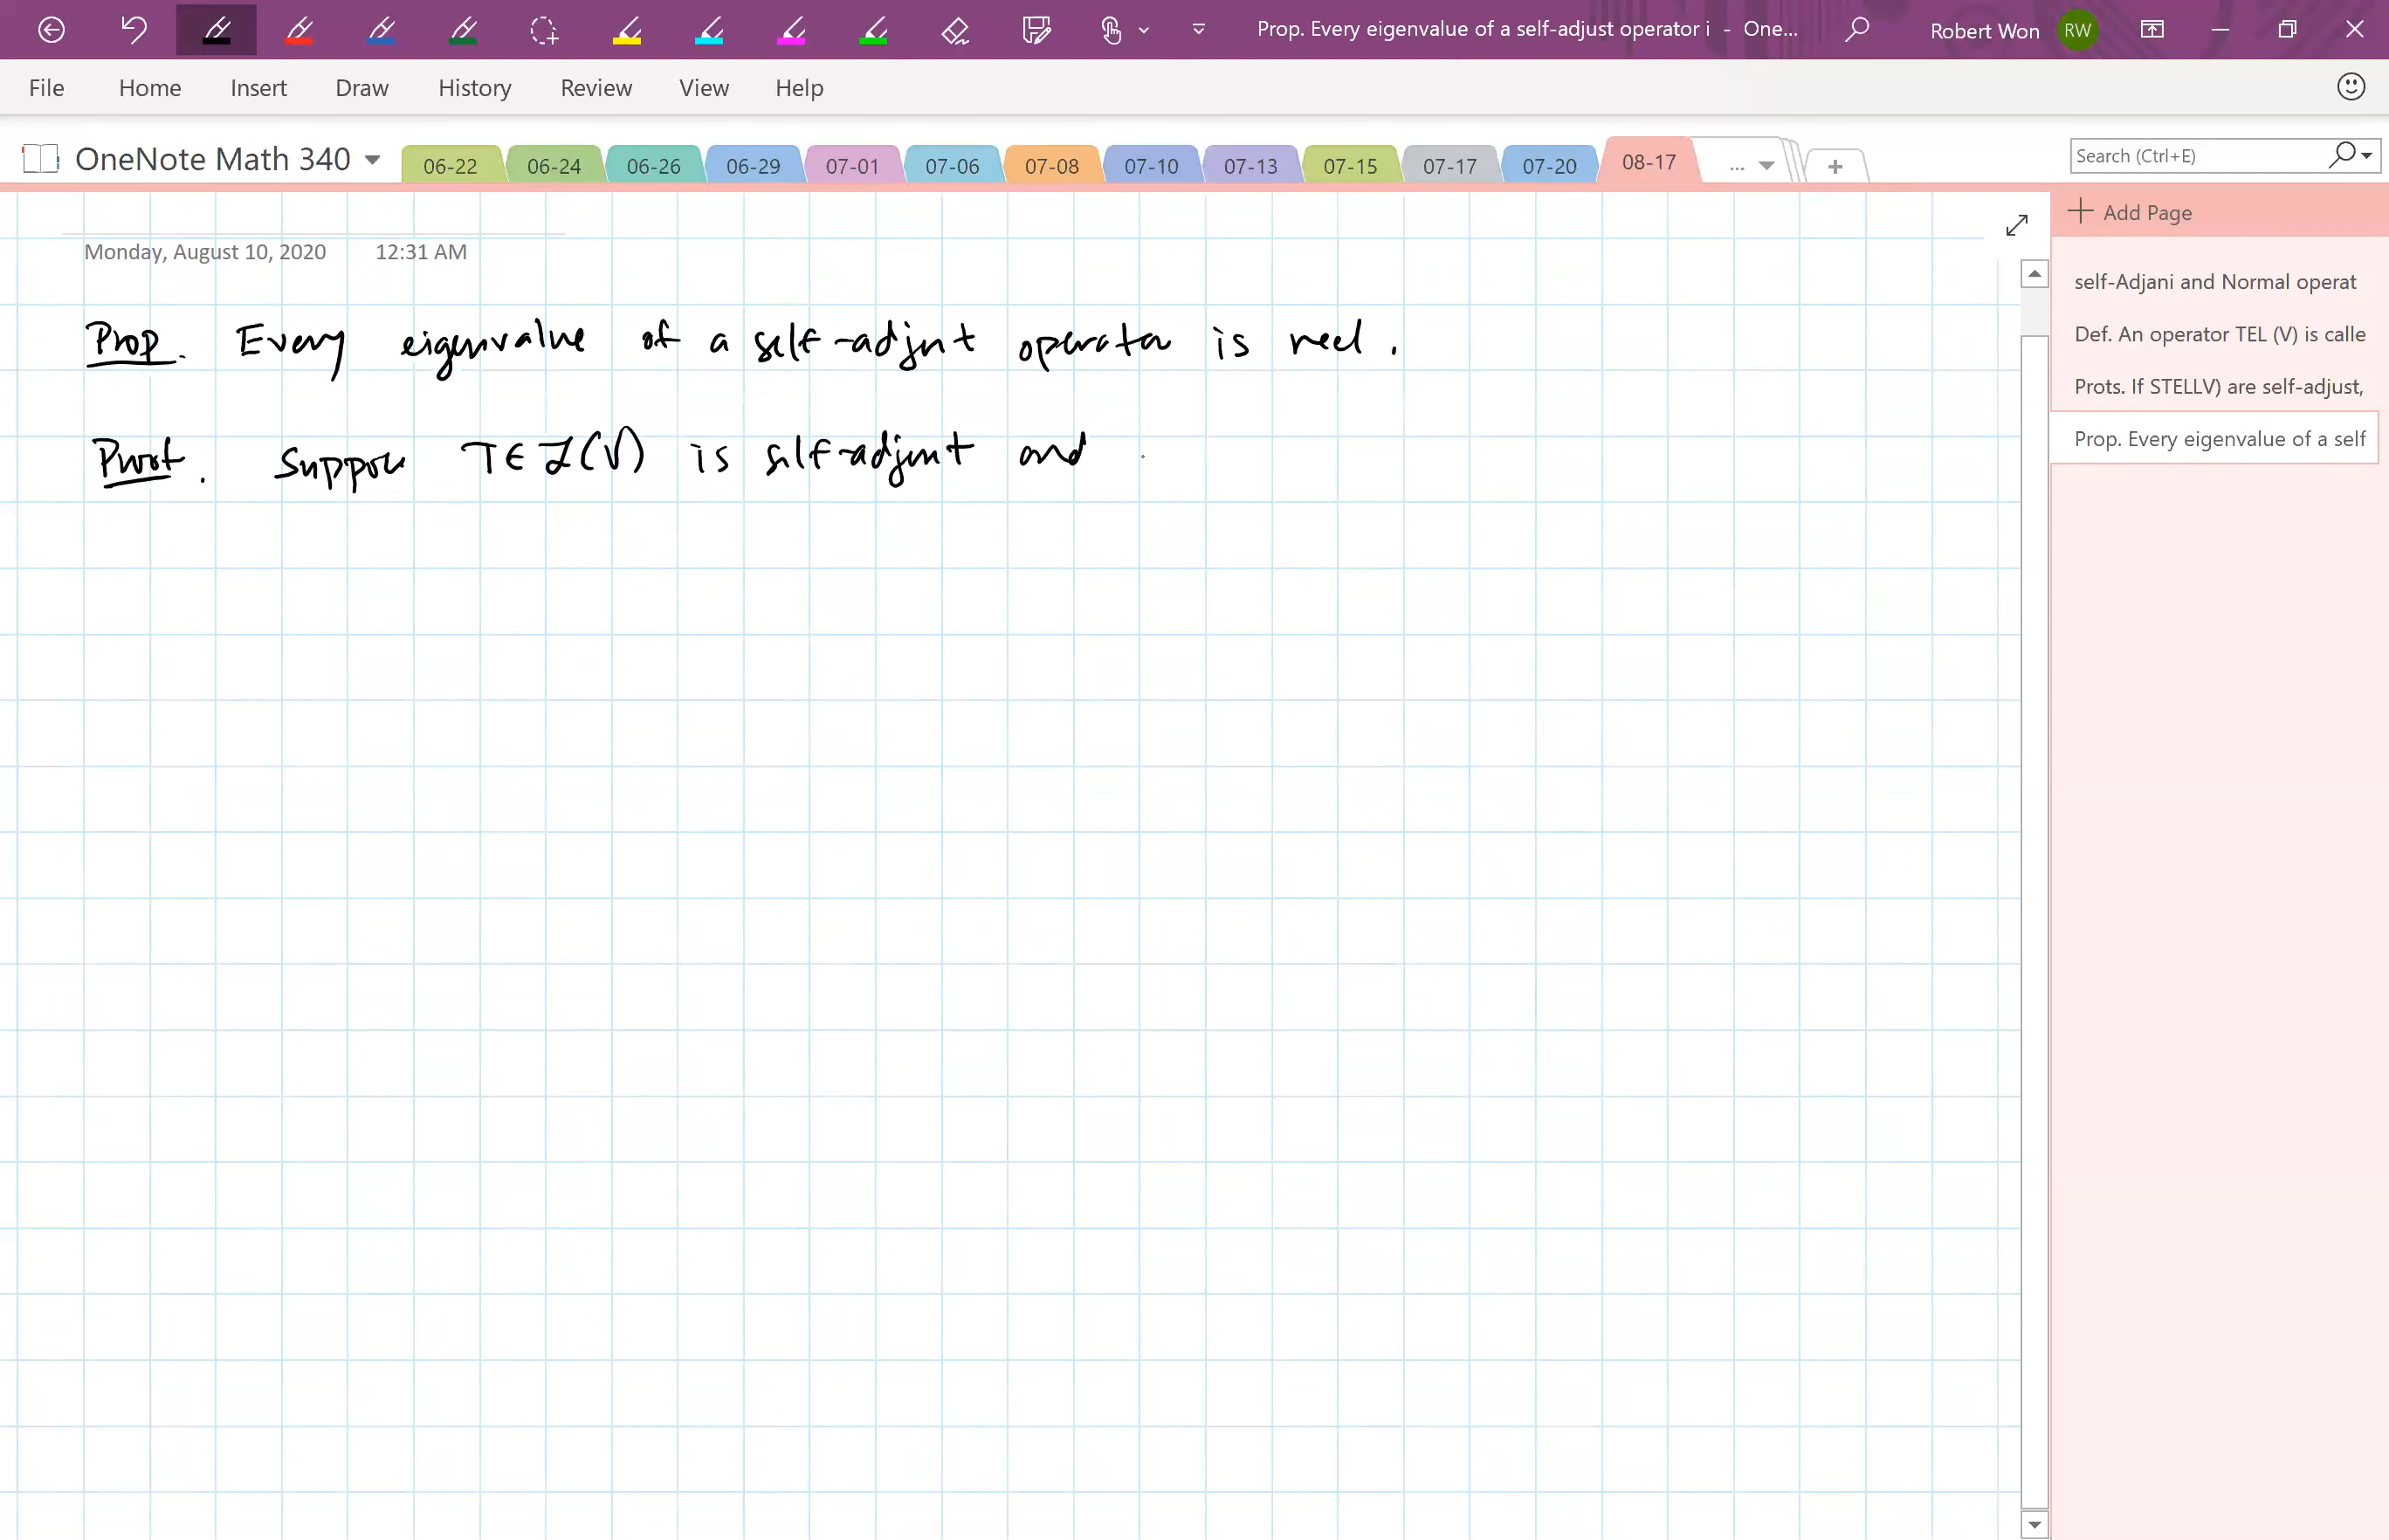 Prop. Every eigenvalue of a self-adjust operator i - One...
Robert Won RW
File Home Insert Draw History Review View Help
OneNote Math 340 06-22 06-24 06-26 06-29 07-01 07-06 07-08 07-10 07-13 07-15 07-17 07-20 08-17 ... +
Search (Ctrl+E)
Add Page
Monday, August 10, 2020 12:31 AM
self-Adjani and Normal operat
Def. An operator TEL (V) is calle
Prots. If STELLV) are self-adjust,
Prop. Every eigenvalue of a self
Prop. Every eigenvalue of a self-adjoint operator is real.
Proof. Suppose T∈ℒ(V) is self-adjoint and